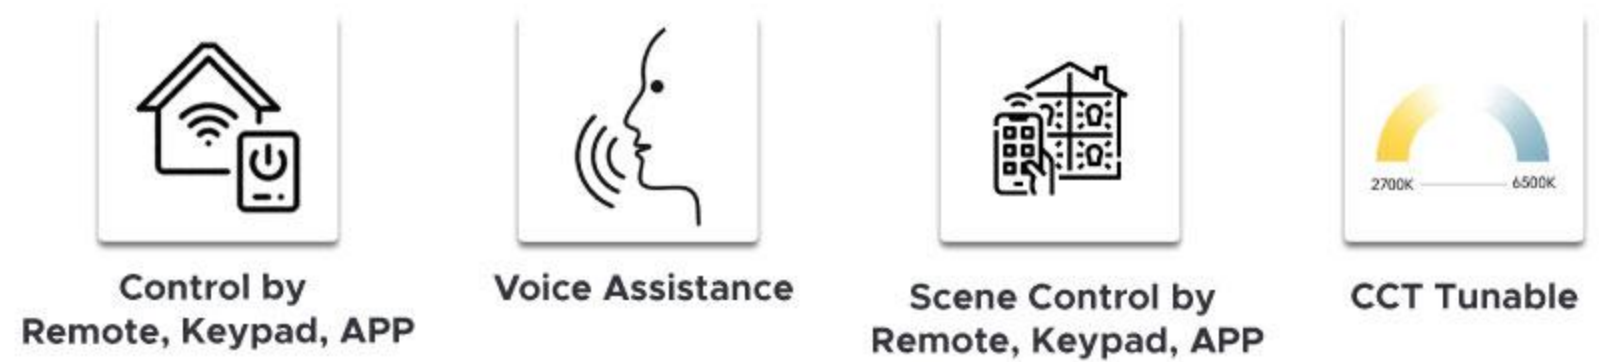 2700K
6500K
Control by
Remote, Keypad, APP
Voice Assistance
Scene Control by
Remote, Keypad, APP
CCT Tunable